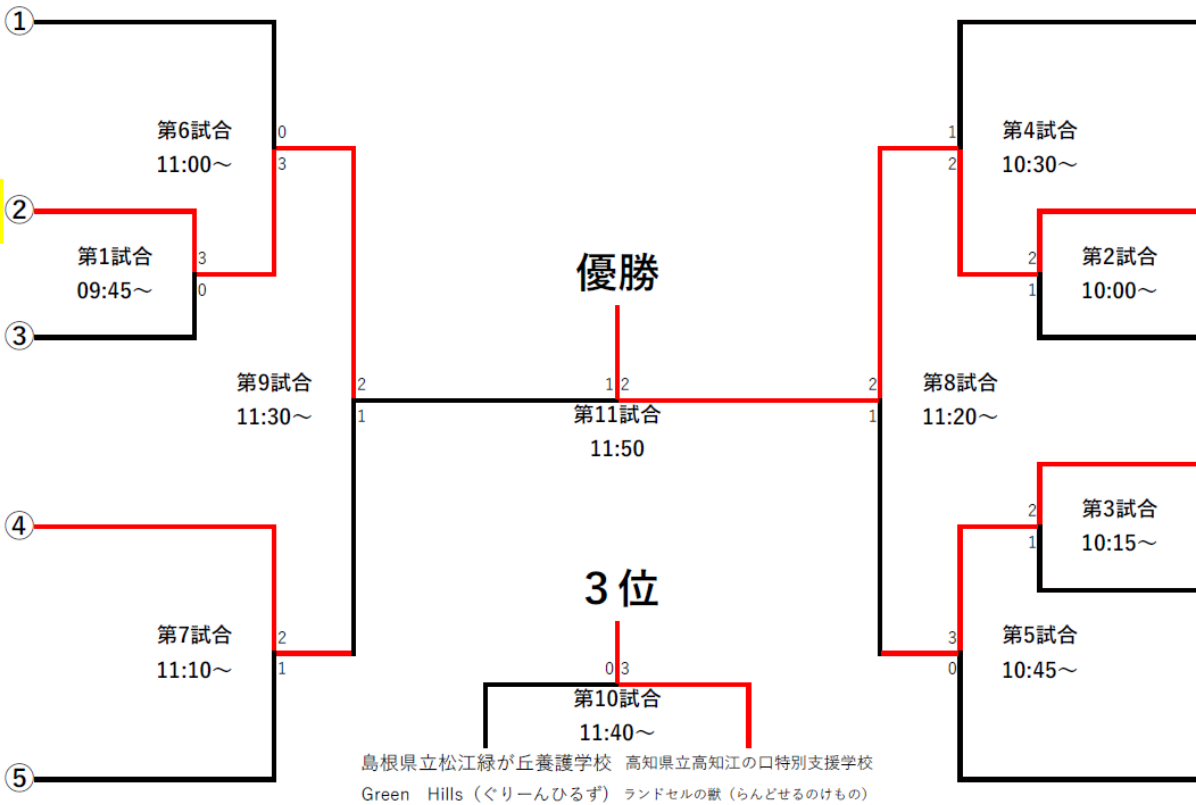 ①
第6試合
11:00～
0
3
②
第1試合
09:45～
3
0
③
第9試合
11:30～
2
1
④
第7試合
11:10～
2
1
⑤
優勝
1 2
第11試合
11:50
3位
0 3
第10試合
11:40～
島根県立松江緑が丘養護学校 高知県立高知江の口特別支援学校
Green Hills（ぐりーんひるず） ランドセルの獣（らんどせるのけもの）
1
2
第4試合
10:30～
2
1
第2試合
10:00～
2
1
第8試合
11:20～
2
1
第3試合
10:15～
3
0
第5試合
10:45～